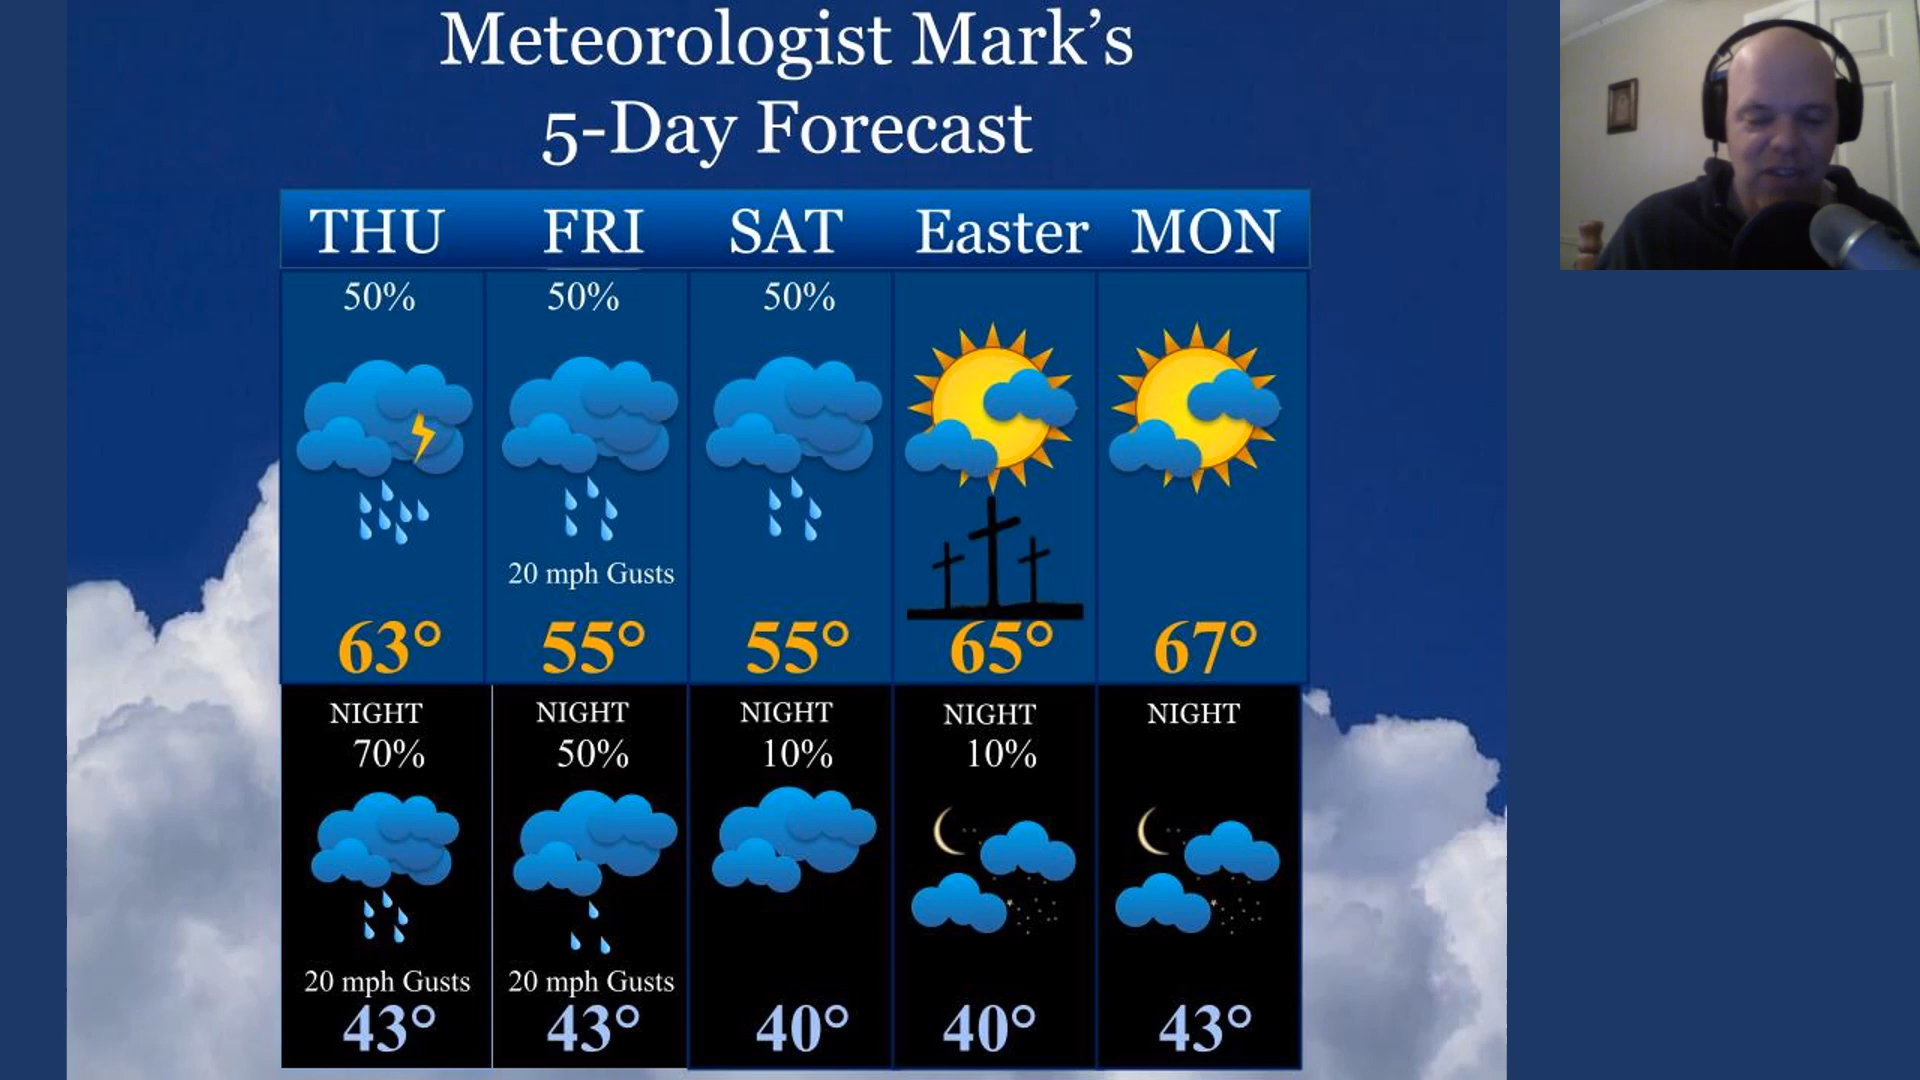 Meteorologist Mark’s
5-Day Forecast
THU FRI SAT Easter MON
50% 50% 50%
20 mph Gusts
63° 55° 55° 65° 67°
NIGHT NIGHT NIGHT NIGHT NIGHT
70% 50% 10% 10%
20 mph Gusts 20 mph Gusts
43° 43° 40° 40° 43°